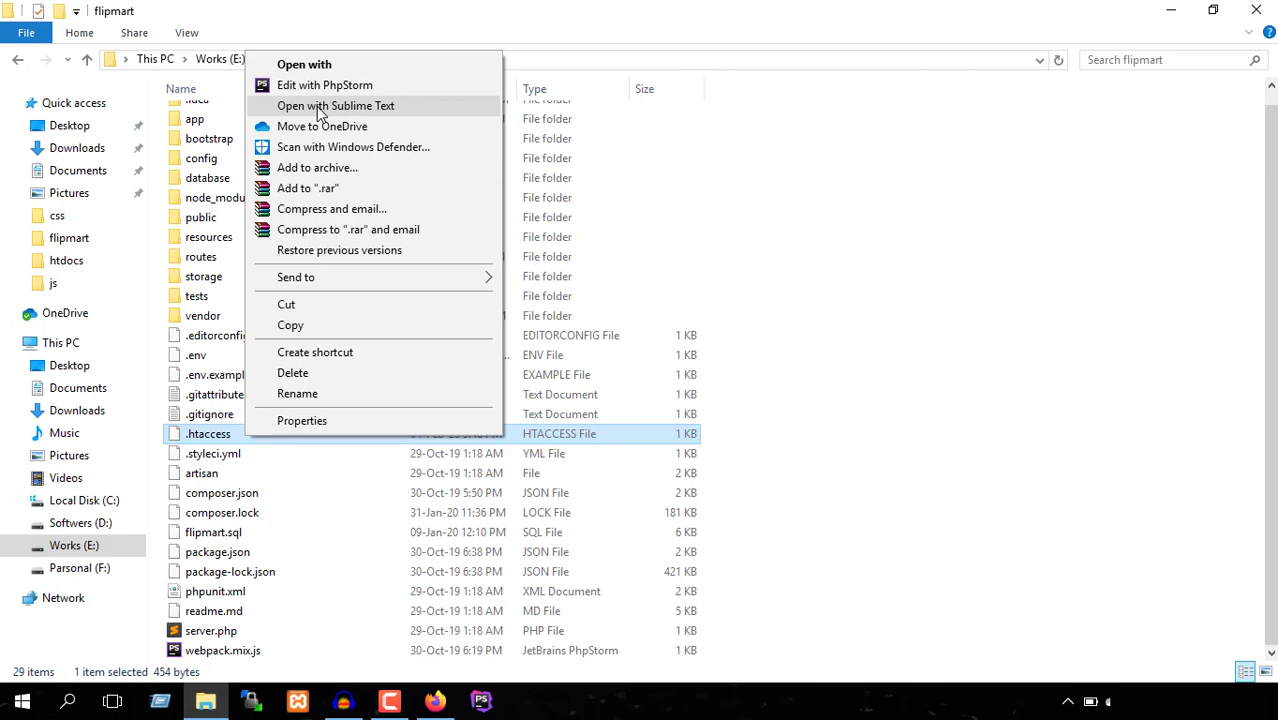 flipmart
File
Home
Share
View
This PC
Works (E:)
Search flipmart
Name
Type
Size
Quick access
Desktop
Downloads
Documents
Pictures
css
flipmart
htdocs
js
OneDrive
This PC
Desktop
Documents
Downloads
Music
Pictures
Videos
Local Disk (C:)
Softwers (D:)
Works (E:)
Parsonal (F:)
Network
Open with
Edit with PhpStorm
Open with Sublime Text
Move to OneDrive
Scan with Windows Defender...
Add to archive...
Add to ".rar"
Compress and email...
Compress to ".rar" and email
Restore previous versions
Send to
Cut
Copy
Create shortcut
Delete
Rename
Properties
.idea File folder
app File folder
bootstrap File folder
config File folder
database File folder
node_modu File folder
public File folder
resources File folder
routes File folder
storage File folder
tests File folder
vendor File folder
.editorconfig EDITORCONFIG File 1 KB
.env ENV File 1 KB
.env.exampl EXAMPLE File 1 KB
.gitattribute Text Document 1 KB
.gitignore Text Document 1 KB
.htaccess HTACCESS File 1 KB
.styleci.yml 29-Oct-19 1:18 AM YML File 1 KB
artisan 29-Oct-19 1:18 AM File 2 KB
composer.json 30-Oct-19 5:50 PM JSON File 2 KB
composer.lock 31-Jan-20 11:36 PM LOCK File 181 KB
flipmart.sql 09-Jan-20 12:10 PM SQL File 6 KB
package.json 30-Oct-19 6:38 PM JSON File 2 KB
package-lock.json 30-Oct-19 6:38 PM JSON File 421 KB
phpunit.xml 29-Oct-19 1:18 AM XML Document 2 KB
readme.md 29-Oct-19 1:18 AM MD File 5 KB
server.php 29-Oct-19 1:18 AM PHP File 1 KB
webpack.mix.js 30-Oct-19 6:19 PM JetBrains PhpStorm 1 KB
29 items 1 item selected 454 bytes